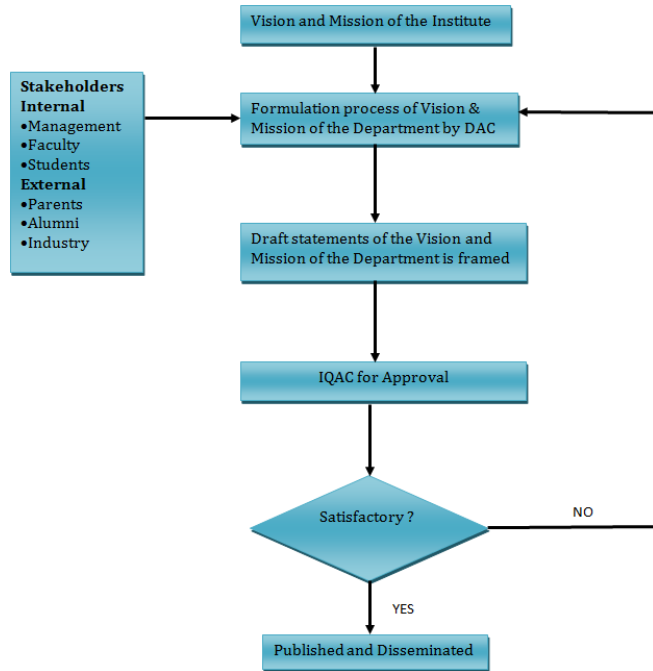 Vision and Mission of the Institute
Stakeholders
Internal
•Management
•Faculty
•Students
External
•Parents
•Alumni
•Industry
Formulation process of Vision &
Mission of the Department by DAC
Draft statements of the Vision and
Mission of the Department is framed
IQAC for Approval
Satisfactory ?
NO
YES
Published and Disseminated